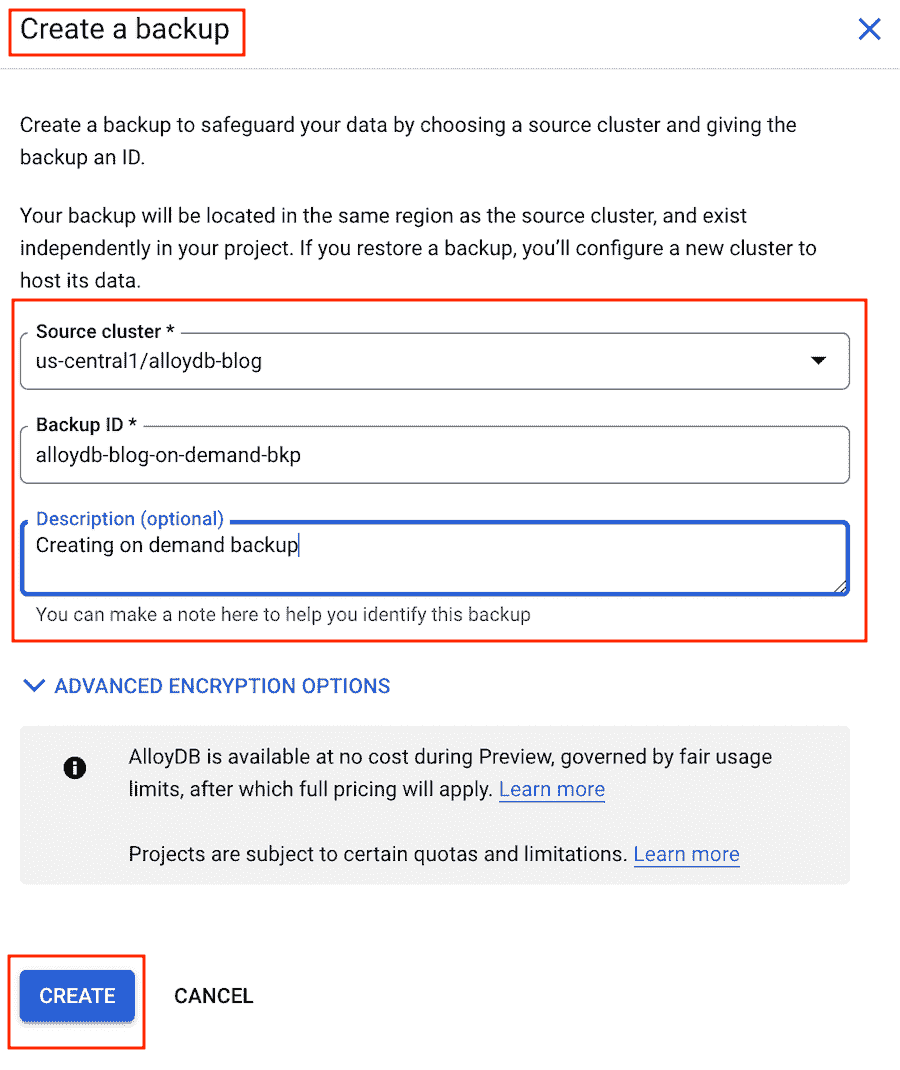 Create a backup
Create a backup to safeguard your data by choosing a source cluster and giving the
backup an ID.
Your backup will be located in the same region as the source cluster, and exist
independently in your project. If you restore a backup, you’ll configure a new cluster to
host its data.
Source cluster *
us-central1/alloydb-blog
Backup ID *
alloydb-blog-on-demand-bkp
Description (optional)
Creating on demand backup
You can make a note here to help you identify this backup
ADVANCED ENCRYPTION OPTIONS
AlloyDB is available at no cost during Preview, governed by fair usage
limits, after which full pricing will apply. Learn more
Projects are subject to certain quotas and limitations. Learn more
CREATE CANCEL